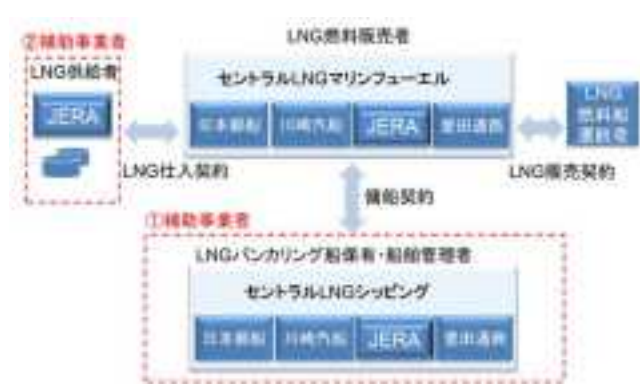 LNG燃料販売者
②補助事業者
LNG供給者
JERA
セントラルLNGマリンフューエル
日本郵船
川崎汽船
JERA
豊田通商
LNG
燃料船
運航者
LNG仕入契約
LNG販売契約
傭船契約
①補助事業者
LNGバンカリング船保有・船舶管理者
セントラルLNGシッピング
日本郵船
川崎汽船
JERA
豊田通商